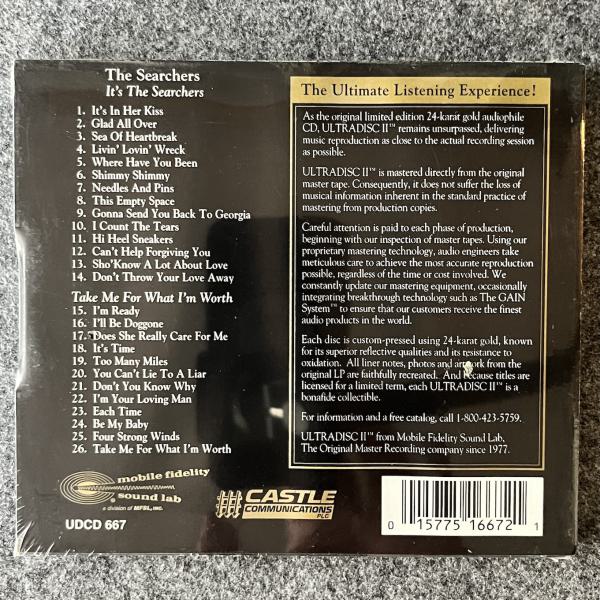 The Searchers
It's The Searchers
1. It's In Her Kiss
2. Glad All Over
3. Sea Of Heartbreak
4. Livin' Lovin' Wreck
5. Where Have You Been
6. Shimmy Shimmy
7. Needles And Pins
8. This Empty Space
9. Gonna Send You Back To Georgia
10. I Count The Tears
11. Hi Heel Sneakers
12. Can't Help Forgiving You
13. Sho'Know A Lot About Love
14. Don't Throw Your Love Away
Take Me For What I'm Worth
15. I'm Ready
16. I'll Be Doggone
17. Does She Really Care For Me
18. It's Time
19. Too Many Miles
20. You Can't Lie To A Liar
21. Don't You Know Why
22. I'm Your Loving Man
23. Each Time
24. Be My Baby
25. Four Strong Winds
26. Take Me For What I'm Worth
The Ultimate Listening Experience!
As the original limited edition 24-karat gold audiophile
CD, ULTRADISC II™ remains unsurpassed, delivering
music reproduction as close to the actual recording session
as possible.
ULTRADISC II™ is mastered directly from the original
master tape. Consequently, it does not suffer the loss of
musical information inherent in the standard practice of
mastering from production copies.
Careful attention is paid to each phase of production,
beginning with our inspection of master tapes. Using our
proprietary mastering technology, audio engineers take
meticulous care to achieve the most accurate reproduction
possible, regardless of the time or cost involved. We
constantly update our mastering equipment, occasionally
integrating breakthrough technology such as The GAIN
System™ to ensure that our customers receive the finest
audio products in the world.
Each disc is custom-pressed using 24-karat gold, known
for its superior reflective qualities and its resistance to
oxidation. All liner notes, photos and artwork from the
original LP are faithfully recreated. And because titles are
licensed for a limited term, each ULTRADISC II™ is a
bonafide collectible.
For information and a free catalog, call 1-800-423-5759.
ULTRADISC II™ from Mobile Fidelity Sound Lab,
The Original Master Recording company since 1977.
mobile fidelity
sound lab
a division of MFSL, INC.
UDCD 667
CASTLE
COMMUNICATIONS
PLC
0 15775 16672 1